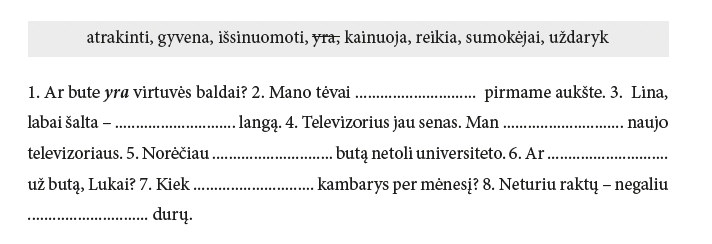 atrakinti, gyvena, išsinuomoti, yra, kainuoja, reikia, sumokėjai, uždaryk
1. Ar bute yra virtuvės baldai? 2. Mano tėvai ............................. pirmame aukšte. 3. Lina,
labai šalta – ............................. langą. 4. Televizorius jau senas. Man ............................. naujo
televizoriaus. 5. Norėčiau ............................. butą netoli universiteto. 6. Ar .............................
už butą, Lukai? 7. Kiek ............................. kambarys per mėnesį? 8. Neturiu raktų – negaliu
............................. durų.